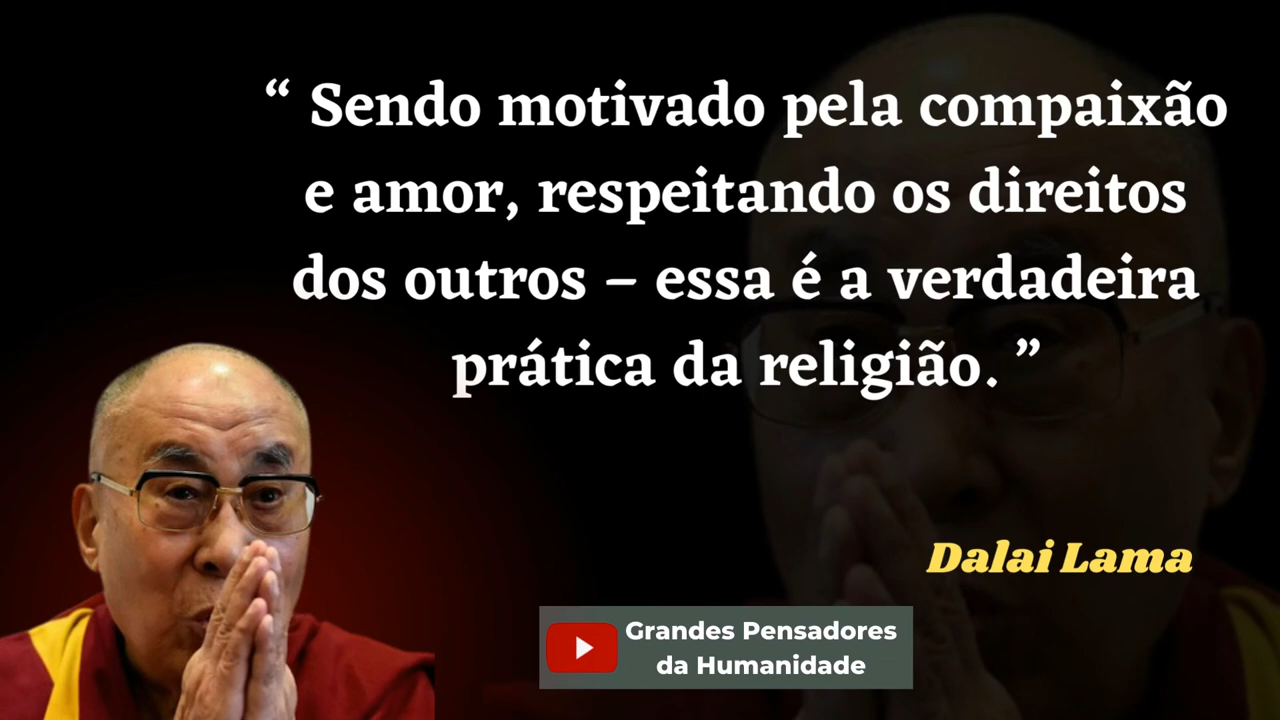 “ Sendo motivado pela compaixão
e amor, respeitando os direitos
dos outros – essa é a verdadeira
prática da religião. ”
Dalai Lama
Grandes Pensadores
da Humanidade